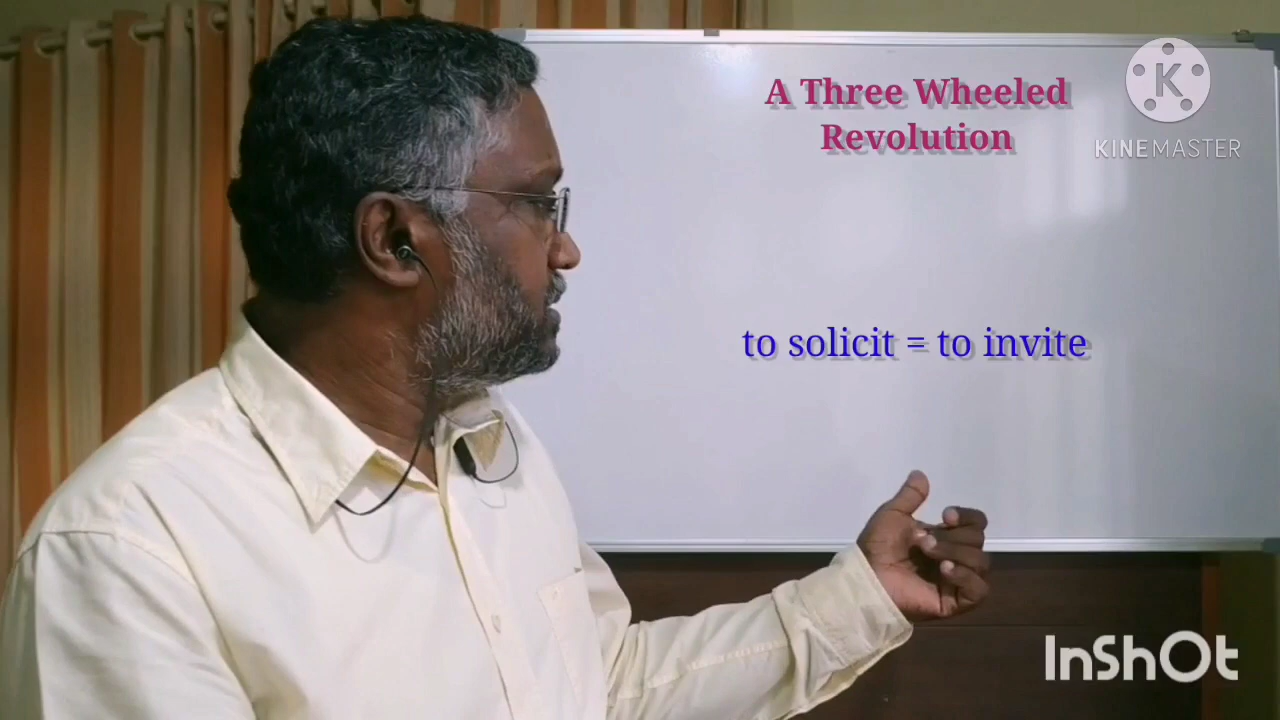 A Three Wheeled
Revolution
K
KINEMASTER
to solicit = to invite
InShOt